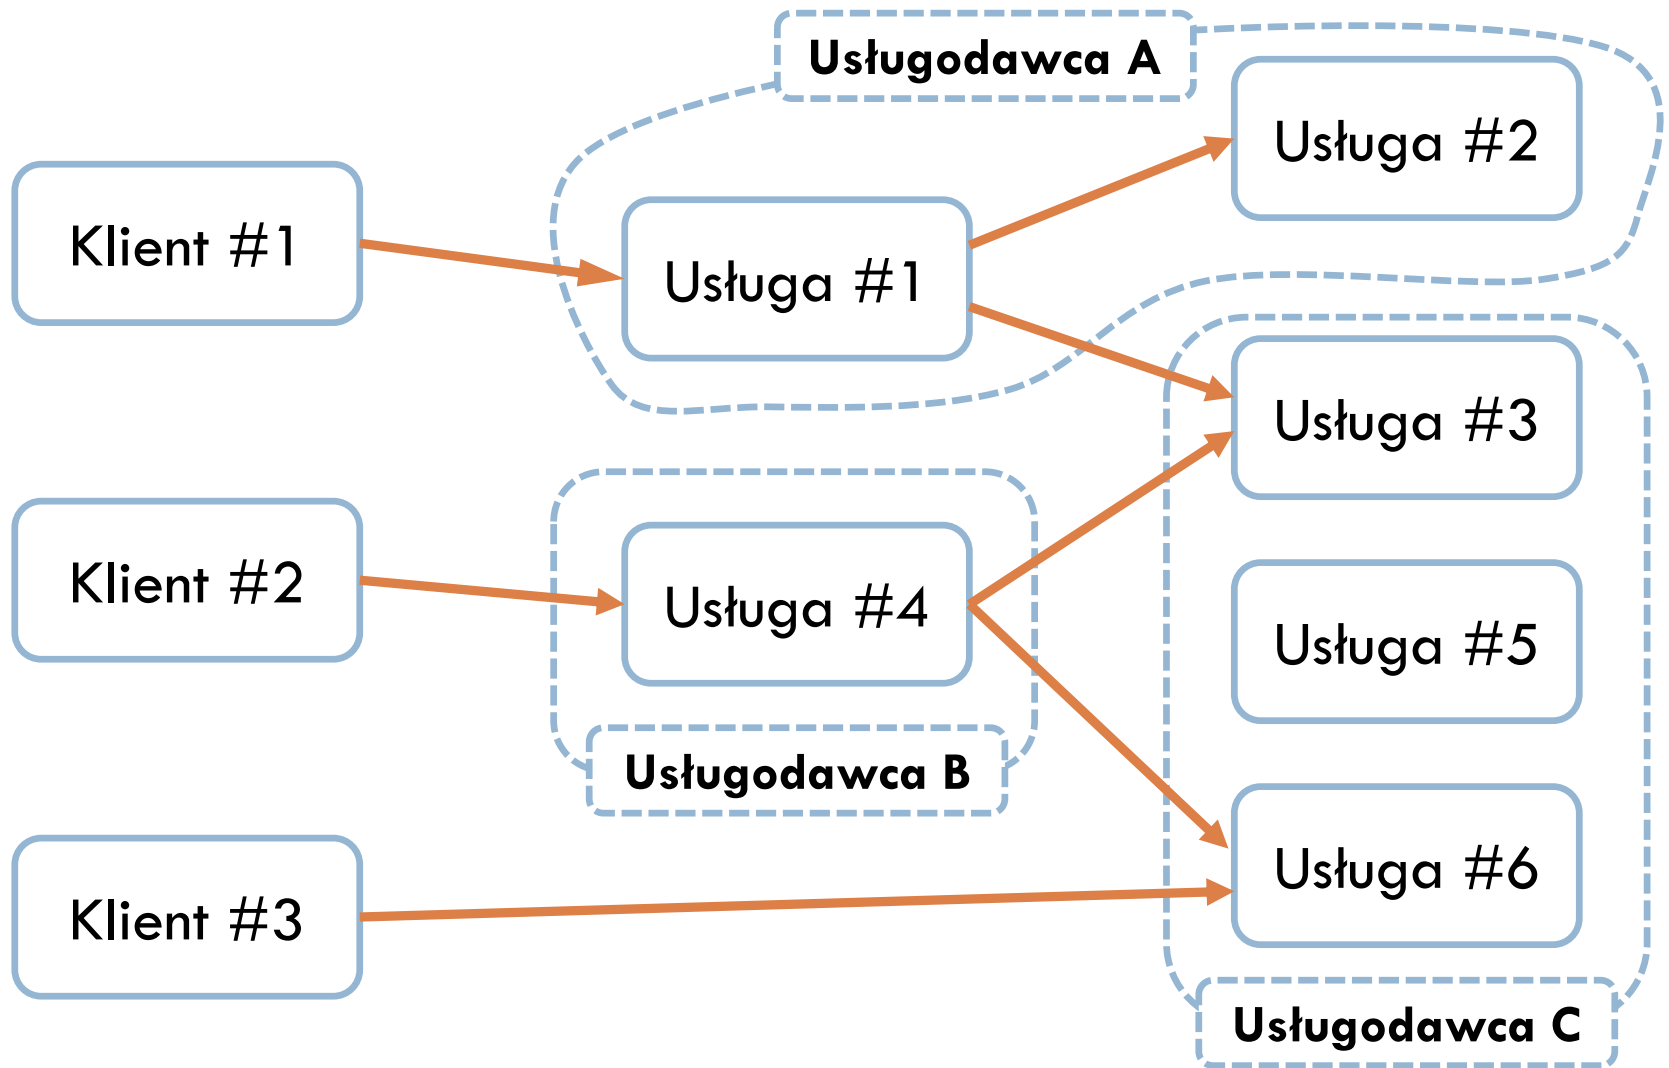 Usługodawca A
Usługa #2
Klient #1
Usługa #1
Usługa #3
Klient #2
Usługa #4
Usługa #5
Usługodawca B
Usługa #6
Klient #3
Usługodawca C